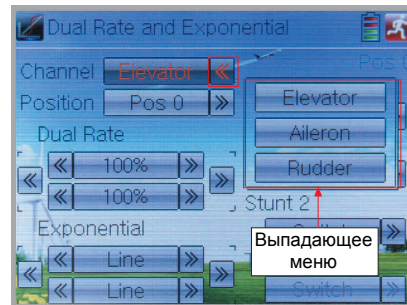 Dual Rate and Exponential
Channel Elevator
Position Pos 0
Pos 0
Elevator
Aileron
Rudder
Dual Rate
100%
100%
Stunt 2
Exponential
Line
Line
Switch
Выпадающее
меню